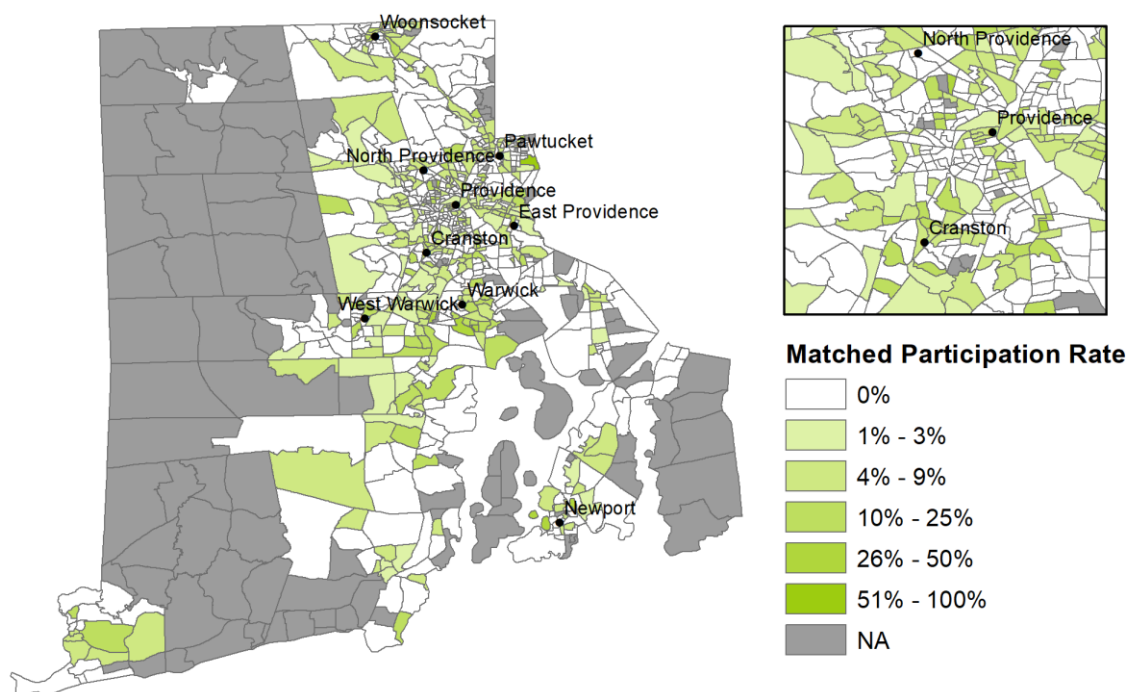 Woonsocket
Pawtucket
North Providence
Providence
East Providence
Cranston
Warwick
West Warwick
Newport
North Providence
Providence
Cranston
Matched Participation Rate
0%
1% - 3%
4% - 9%
10% - 25%
26% - 50%
51% - 100%
NA